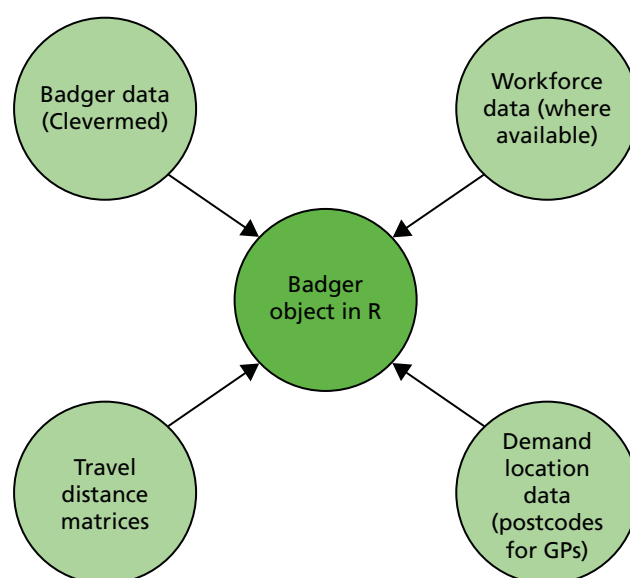 Badger data
(Clevermed)
Workforce
data (where
available)
Badger
object in R
Travel
distance
matrices
Demand
location
data
(postcodes
for GPs)